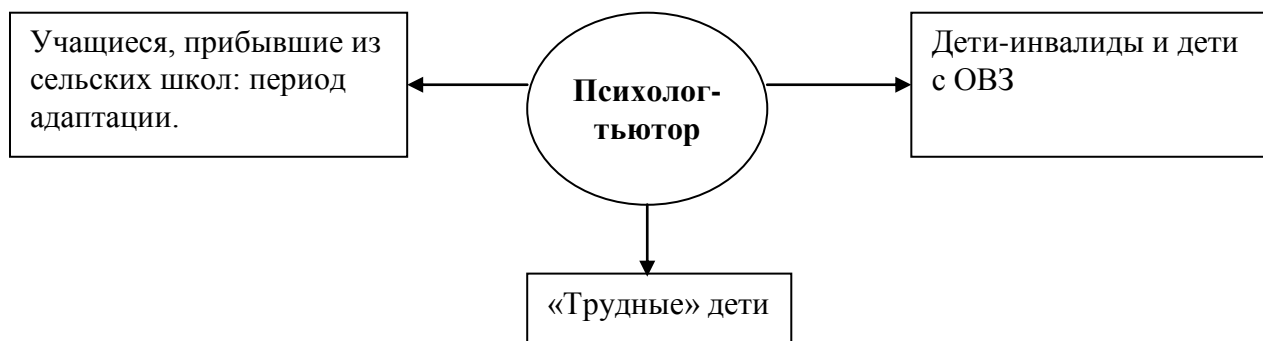 Учащиеся, прибывшие из
сельских школ: период
адаптации.
Психолог-
тьютор
Дети-инвалиды и дети
с ОВЗ
«Трудные» дети